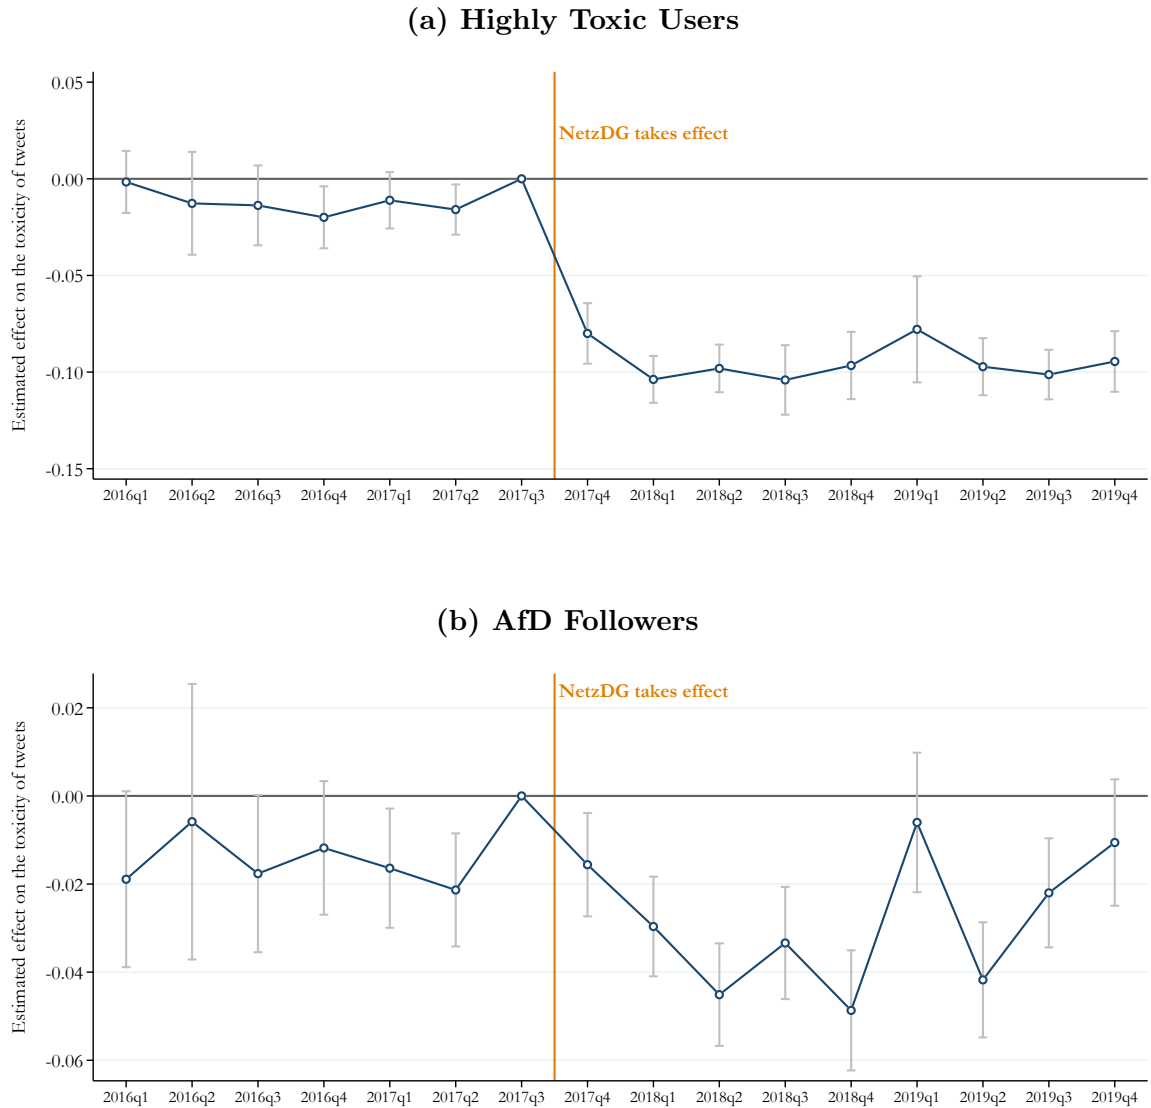 (a) Highly Toxic Users
Estimated effect on the toxicity of tweets
0.05
0.00
-0.05
-0.10
-0.15
NetzDG takes effect
2016q1 2016q2 2016q3 2016q4 2017q1 2017q2 2017q3 2017q4 2018q1 2018q2 2018q3 2018q4 2019q1 2019q2 2019q3 2019q4
(b) AfD Followers
Estimated effect on the toxicity of tweets
0.02
0.00
-0.02
-0.04
-0.06
NetzDG takes effect
2016q1 2016q2 2016q3 2016q4 2017q1 2017q2 2017q3 2017q4 2018q1 2018q2 2018q3 2018q4 2019q1 2019q2 2019q3 2019q4